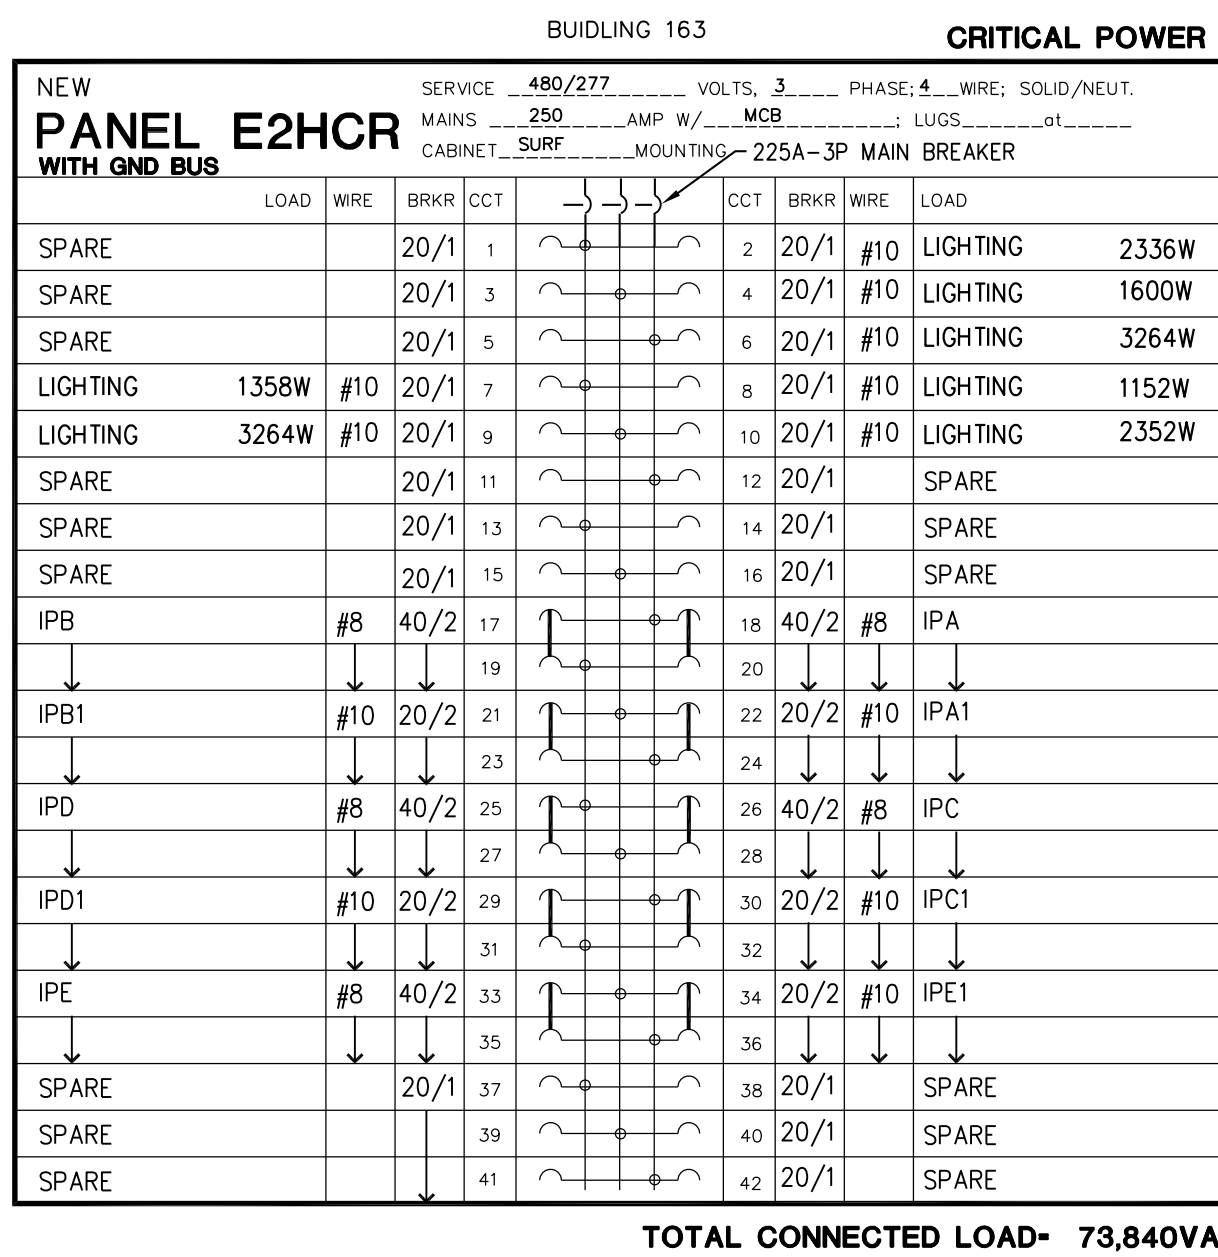 BUIDLING 163
CRITICAL POWER
NEW
SERVICE 480/277 VOLTS, 3 PHASE; 4 WIRE; SOLID/NEUT.
PANEL E2HCR
MAINS 250 AMP W/ MCB ; LUGS at
WITH GND BUS
CABINET SURF MOUNTING 225A-3P MAIN BREAKER
LOAD WIRE BRKR CCT CCT BRKR WIRE LOAD
SPARE 20/1 1 2 20/1 #10 LIGHTING 2336W
SPARE 20/1 3 4 20/1 #10 LIGHTING 1600W
SPARE 20/1 5 6 20/1 #10 LIGHTING 3264W
LIGHTING 1358W #10 20/1 7 8 20/1 #10 LIGHTING 1152W
LIGHTING 3264W #10 20/1 9 10 20/1 #10 LIGHTING 2352W
SPARE 20/1 11 12 20/1 SPARE
SPARE 20/1 13 14 20/1 SPARE
SPARE 20/1 15 16 20/1 SPARE
IPB #8 40/2 17 18 40/2 #8 IPA
19 20
IPB1 #10 20/2 21 22 20/2 #10 IPA1
23 24
IPD #8 40/2 25 26 40/2 #8 IPC
27 28
IPD1 #10 20/2 29 30 20/2 #10 IPC1
31 32
IPE #8 40/2 33 34 20/2 #10 IPE1
35 36
SPARE 20/1 37 38 20/1 SPARE
SPARE 39 40 20/1 SPARE
SPARE 41 42 20/1 SPARE
TOTAL CONNECTED LOAD= 73,840VA